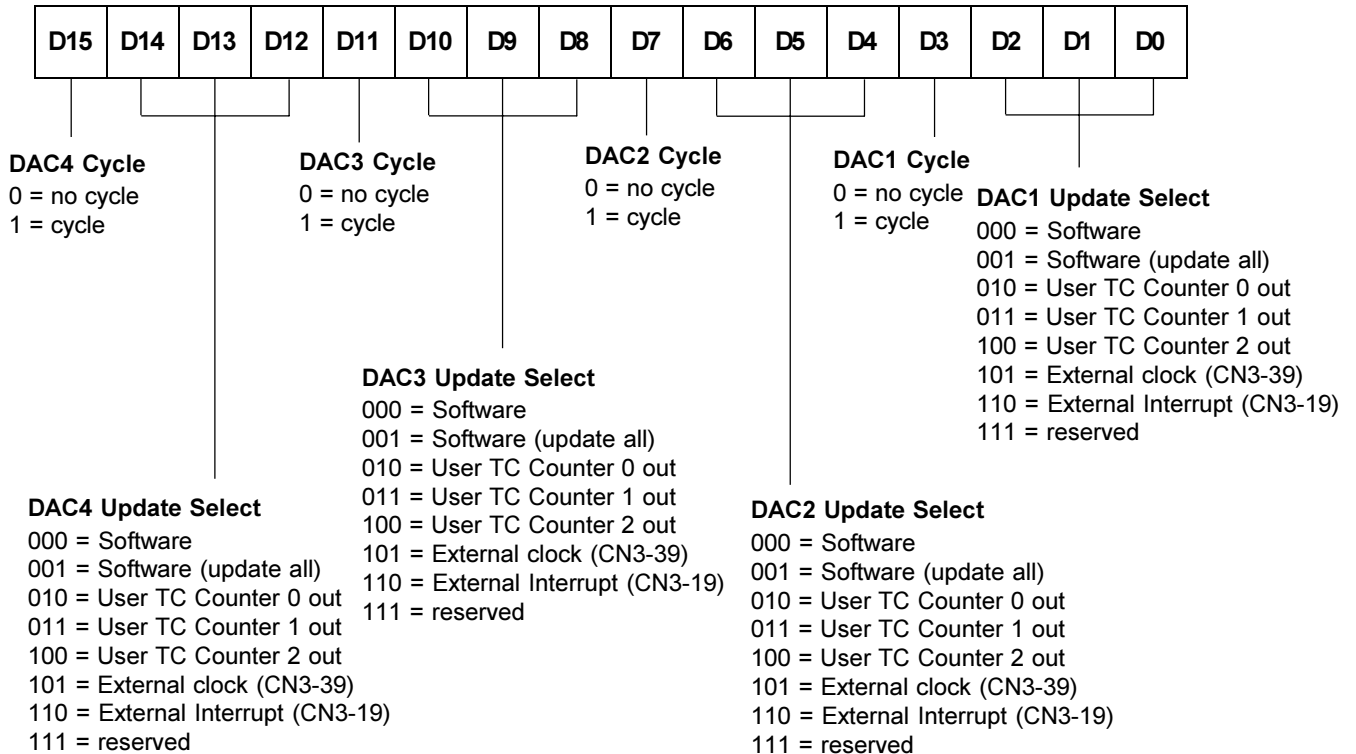 D15 D14 D13 D12 D11 D10 D9 D8 D7 D6 D5 D4 D3 D2 D1 D0
DAC4 Cycle
0 = no cycle
1 = cycle
DAC3 Cycle
0 = no cycle
1 = cycle
DAC2 Cycle
0 = no cycle
1 = cycle
DAC1 Cycle
0 = no cycle
1 = cycle
DAC1 Update Select
000 = Software
001 = Software (update all)
010 = User TC Counter 0 out
011 = User TC Counter 1 out
100 = User TC Counter 2 out
101 = External clock (CN3-39)
110 = External Interrupt (CN3-19)
111 = reserved
DAC3 Update Select
000 = Software
001 = Software (update all)
010 = User TC Counter 0 out
011 = User TC Counter 1 out
100 = User TC Counter 2 out
101 = External clock (CN3-39)
110 = External Interrupt (CN3-19)
111 = reserved
DAC4 Update Select
000 = Software
001 = Software (update all)
010 = User TC Counter 0 out
011 = User TC Counter 1 out
100 = User TC Counter 2 out
101 = External clock (CN3-39)
110 = External Interrupt (CN3-19)
111 = reserved
DAC2 Update Select
000 = Software
001 = Software (update all)
010 = User TC Counter 0 out
011 = User TC Counter 1 out
100 = User TC Counter 2 out
101 = External clock (CN3-39)
110 = External Interrupt (CN3-19)
111 = reserved